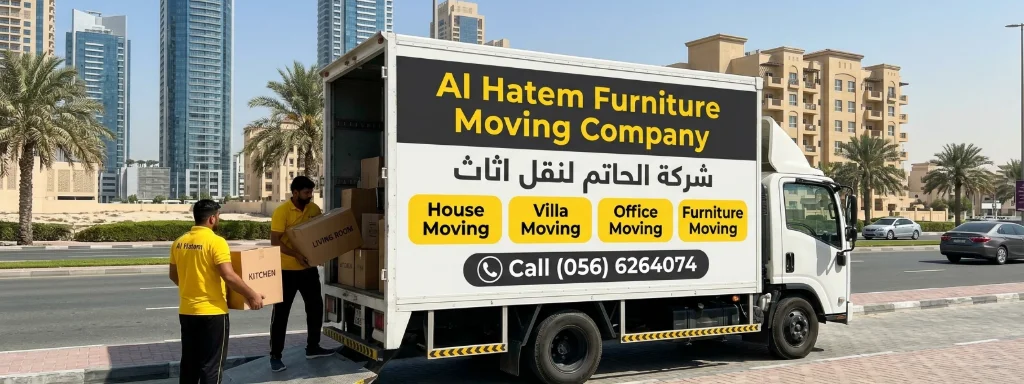 Al Hatem Furniture
Moving Company
شركة الحاتم لنقل اثاث
House
Moving
Villa
Moving
Office
Moving
Furniture
Moving
Call (056) 6264074
Al Hatem
KITCHEN
LIVING ROOM